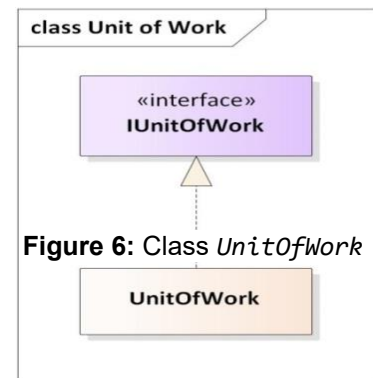 class Unit of Work
«interface»
IUnitOfWork
Figure 6: Class UnitOfWork
UnitOfWork